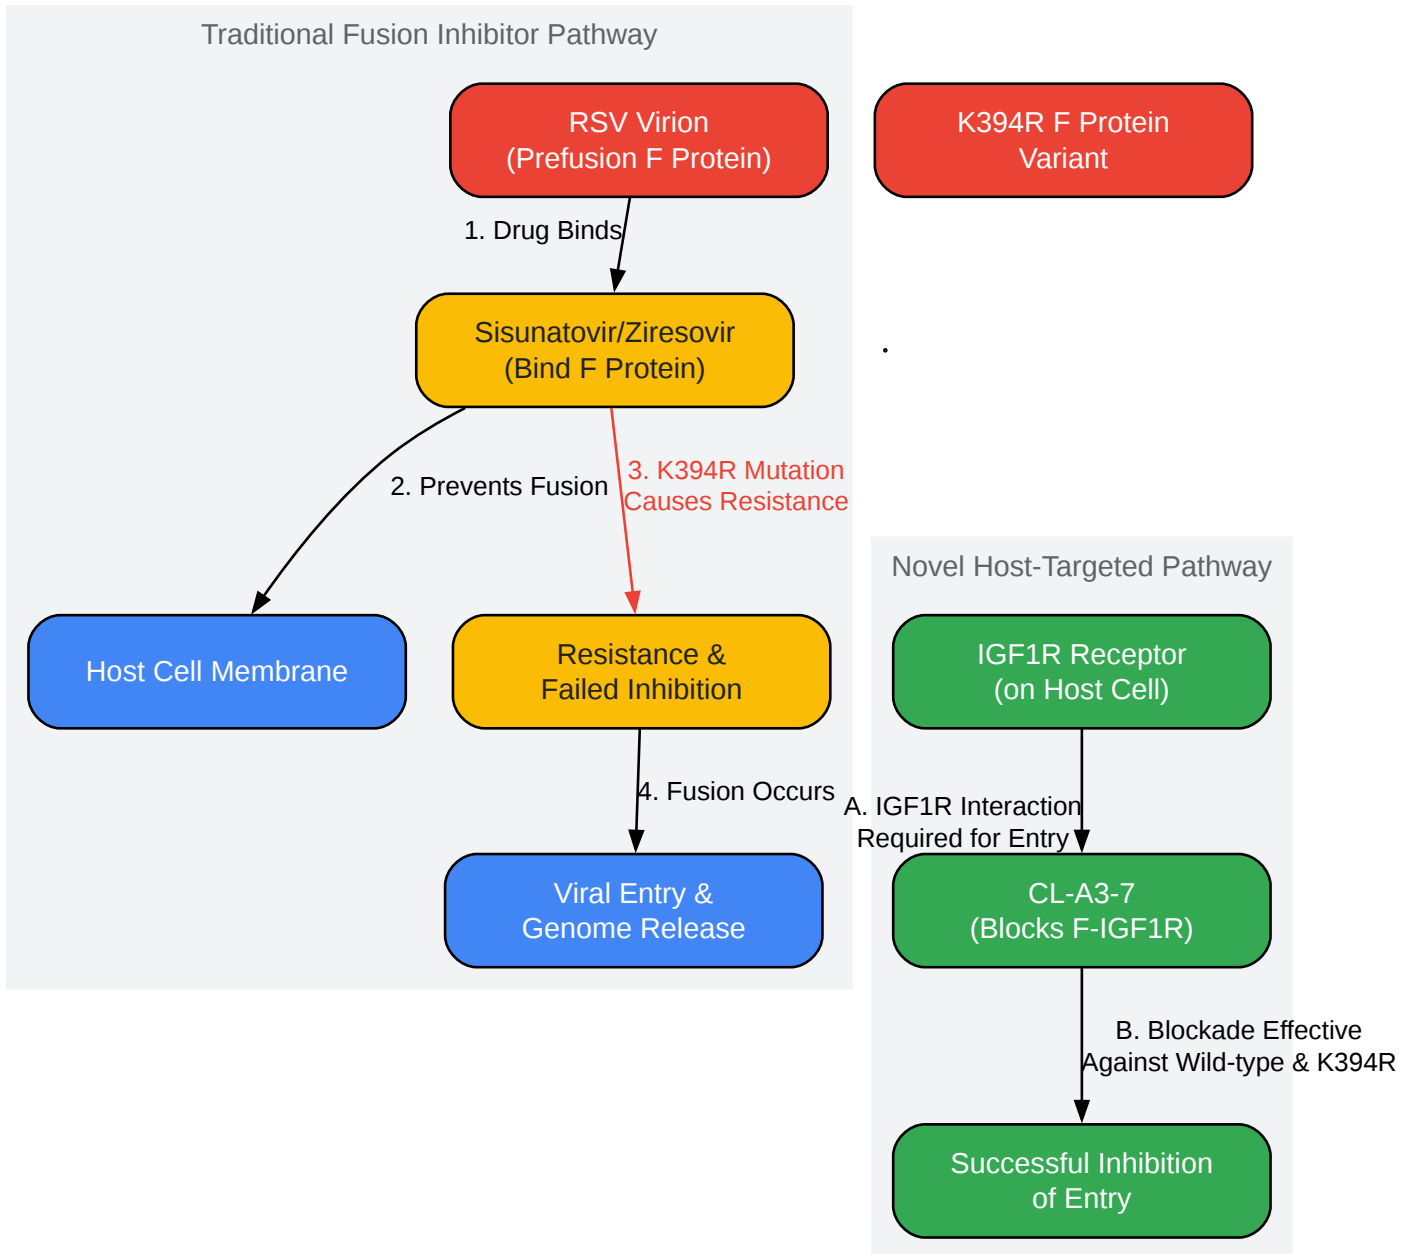 Traditional Fusion Inhibitor Pathway
RSV Virion
(Prefusion F Protein)
K394R F Protein
Variant
1. Drug Binds
Sisunatovir/Ziresovir
(Bind F Protein)
2. Prevents Fusion
3. K394R Mutation
Causes Resistance
Novel Host-Targeted Pathway
Host Cell Membrane
Resistance &
Failed Inhibition
IGF1R Receptor
(on Host Cell)
4. Fusion Occurs
A. IGF1R Interaction
Required for Entry
Viral Entry &
Genome Release
CL-A3-7
(Blocks F-IGF1R)
B. Blockade Effective
Against Wild-type & K394R
Successful Inhibition
of Entry